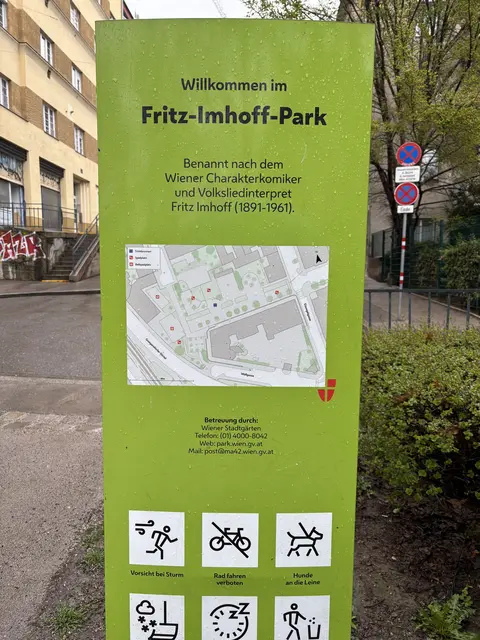 Willkommen im
Fritz-Imhoff-Park
Benannt nach dem
Wiener Charakterkomiker
und Volksliedinterpret
Fritz Imhoff (1891-1961).
Betreuung durch:
Wiener Stadtgärten
Telefon: (01) 4000-8042
Web: park.wien.gv.at
Mail: post@ma42.wien.gv.at
Vorsicht bei Sturm
Rad fahren
verboten
Hunde
an die Leine